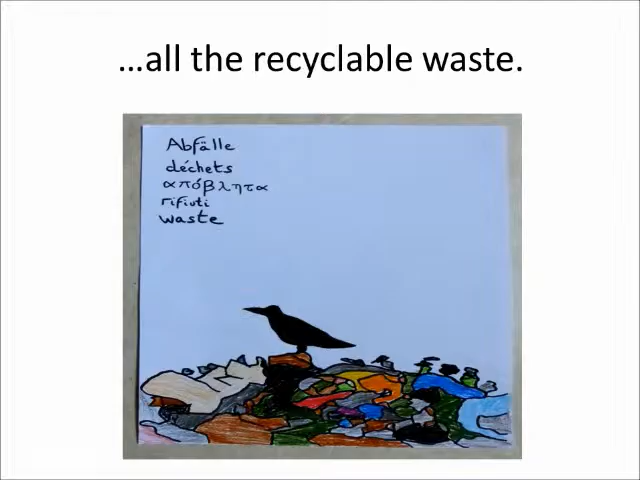 ...all the recyclable waste.
Abfälle
déchets
απόβλητα
rifiuti
waste